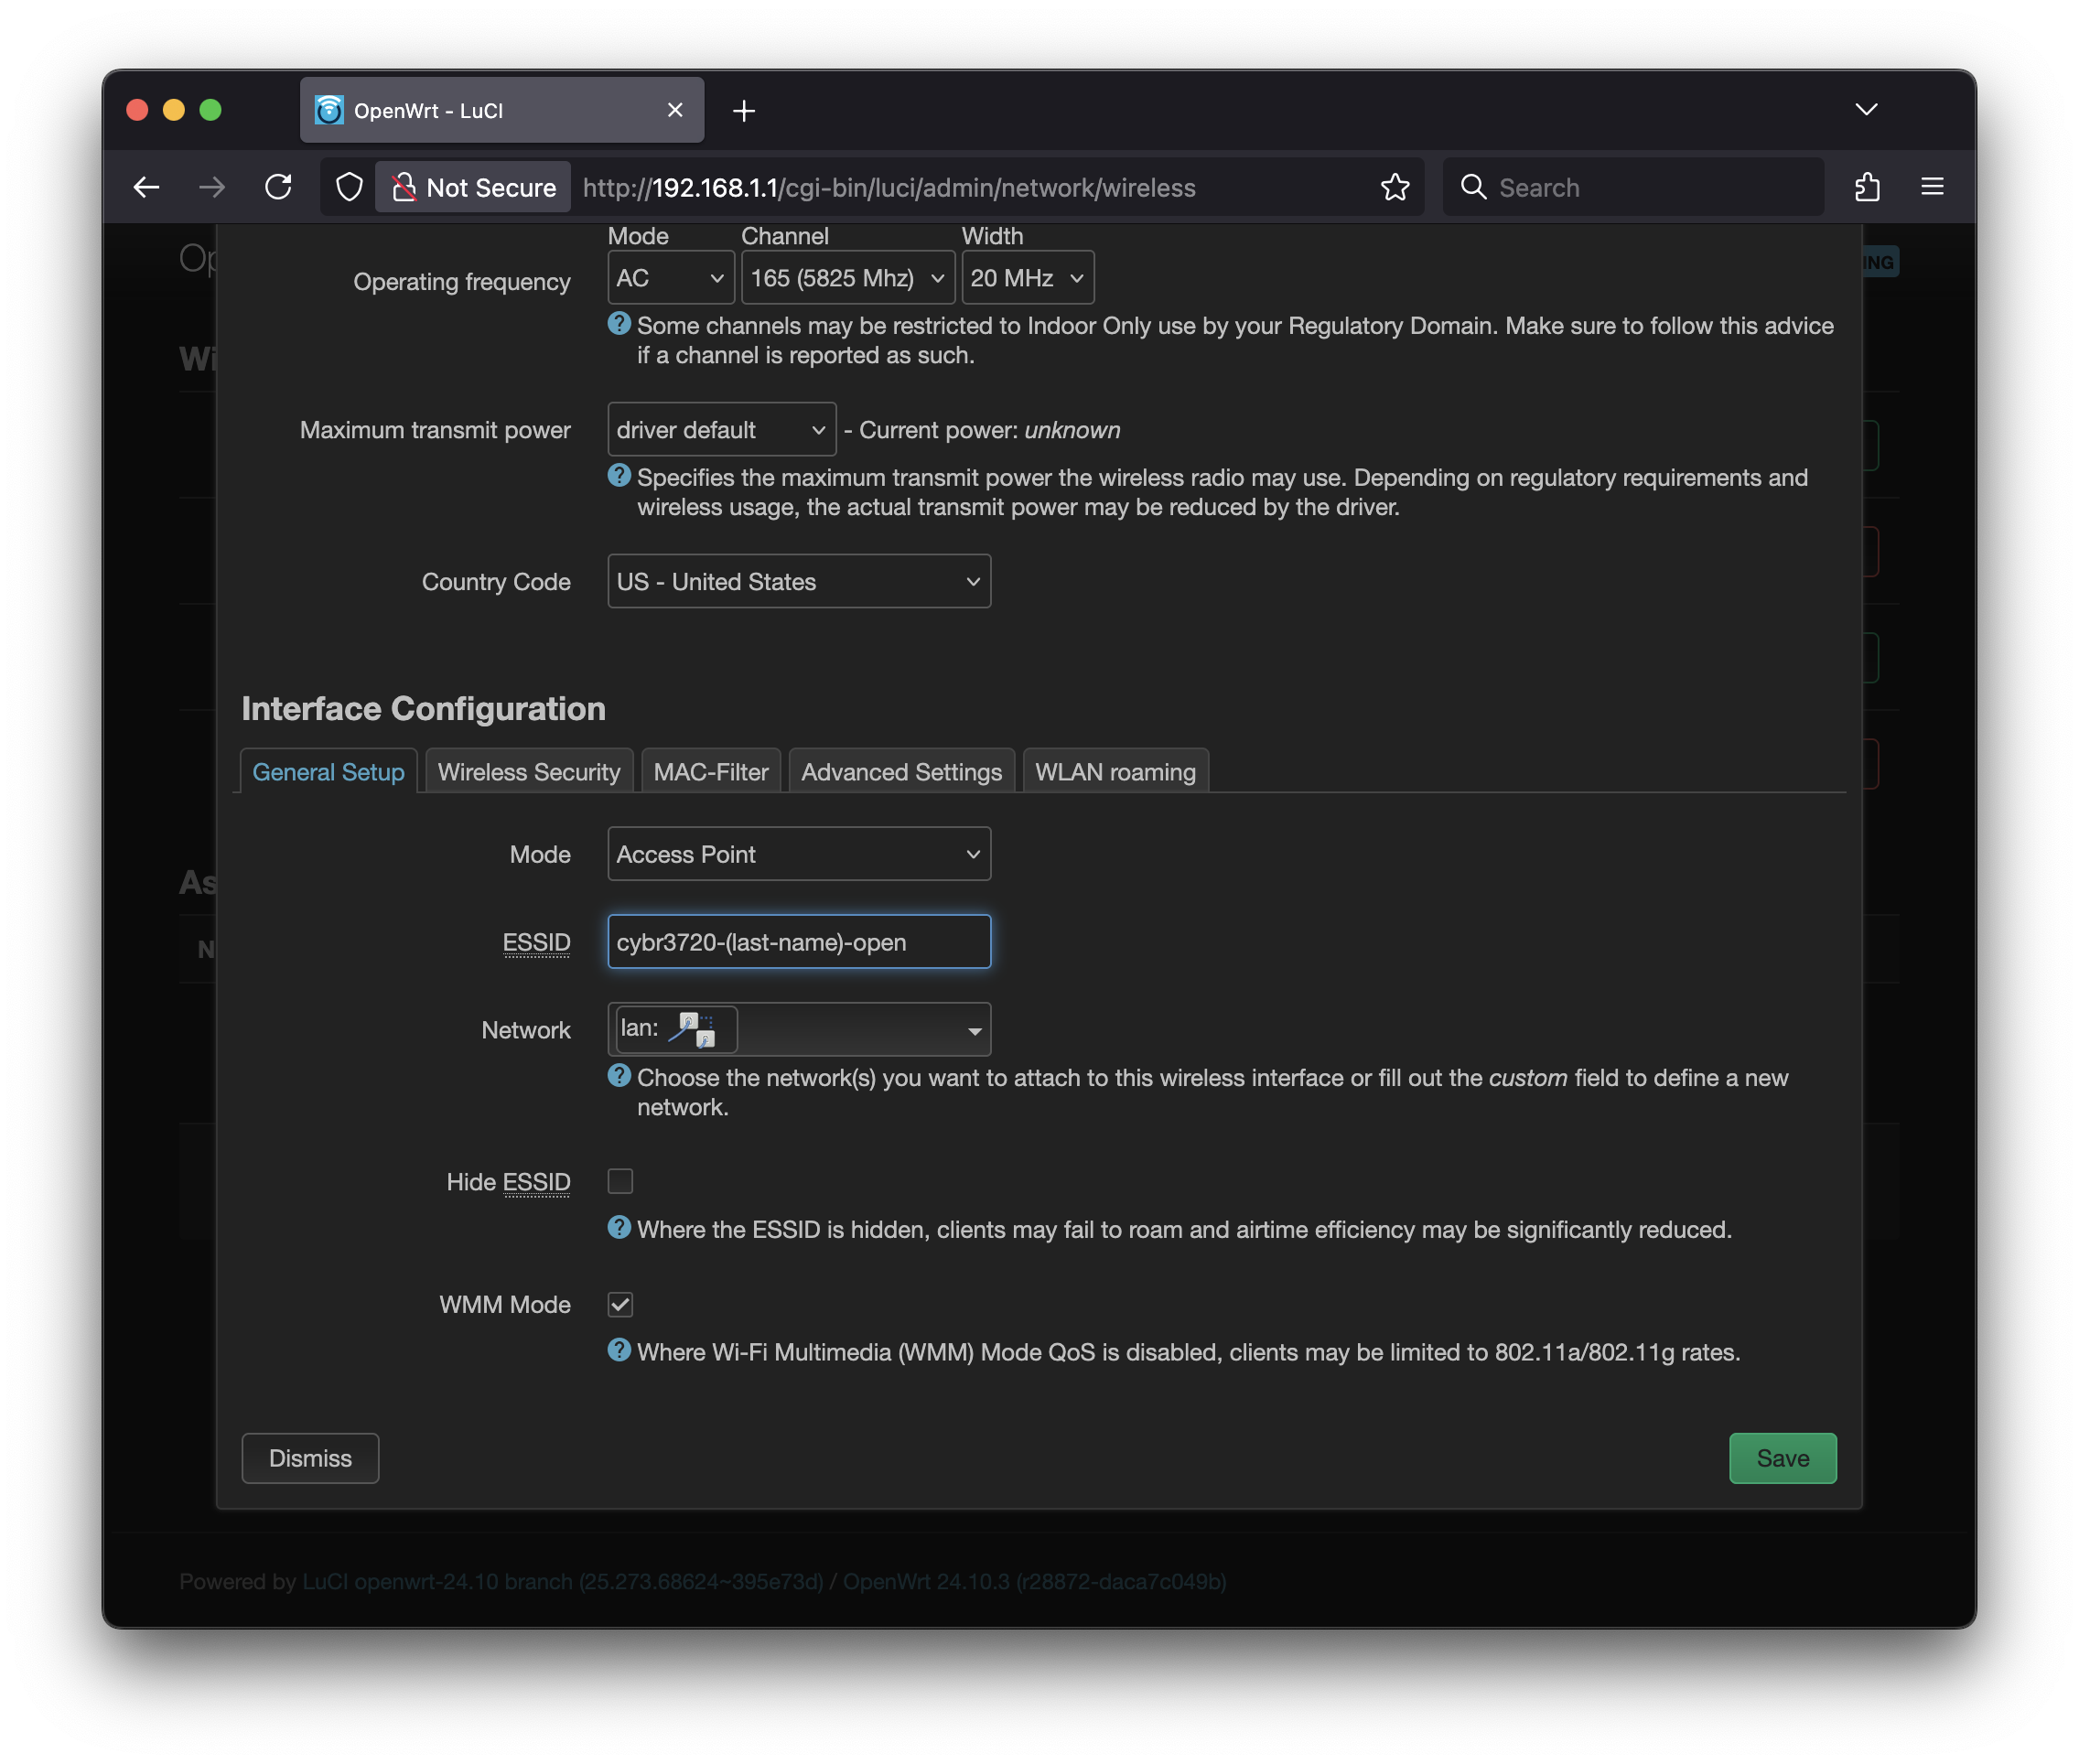 OpenWrt - LuCI
Not Secure http://192.168.1.1/cgi-bin/luci/admin/network/wireless Search
Op ING
Wi
Mode Channel Width
Operating frequency AC 165 (5825 Mhz) 20 MHz
Some channels may be restricted to Indoor Only use by your Regulatory Domain. Make sure to follow this advice
if a channel is reported as such.
Maximum transmit power driver default - Current power: unknown
Specifies the maximum transmit power the wireless radio may use. Depending on regulatory requirements and
wireless usage, the actual transmit power may be reduced by the driver.
Country Code US - United States
Interface Configuration
General Setup Wireless Security MAC-Filter Advanced Settings WLAN roaming
Mode Access Point
As
ESSID cybr3720-(last-name)-open
N
Network lan:
Choose the network(s) you want to attach to this wireless interface or fill out the custom field to define a new
network.
Hide ESSID
Where the ESSID is hidden, clients may fail to roam and airtime efficiency may be significantly reduced.
WMM Mode
Where Wi-Fi Multimedia (WMM) Mode QoS is disabled, clients may be limited to 802.11a/802.11g rates.
Dismiss Save
Powered by LuCI openwrt-24.10 branch (25.273.68624~395e73d) / OpenWrt 24.10.3 (r28872-daca7c049b)